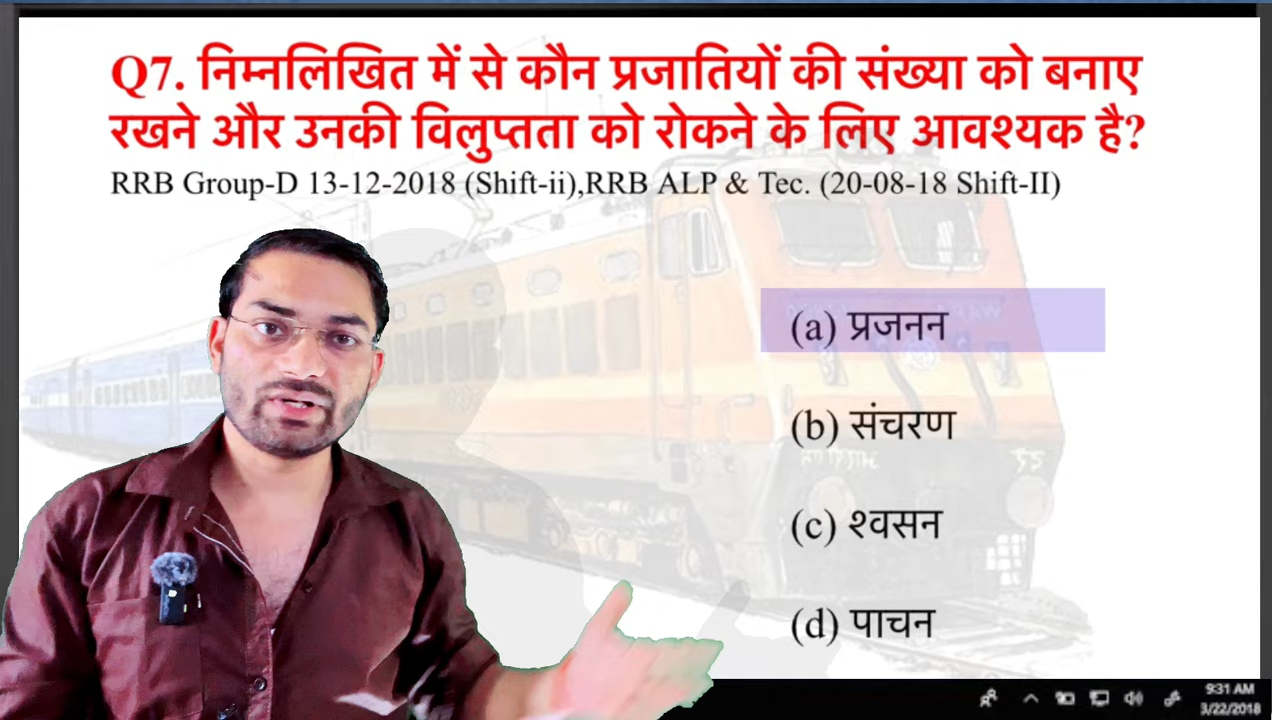 Q7. निम्नलिखित में से कौन प्रजातियों की संख्या को बनाए
रखने और उनकी विलुप्तता को रोकने के लिए आवश्यक है?
RRB Group-D 13-12-2018 (Shift-ii),RRB ALP & Tec. (20-08-18 Shift-II)
(a) प्रजनन
(b) संचरण
(c) श्वसन
(d) पाचन
9:31 AM
3/22/2018